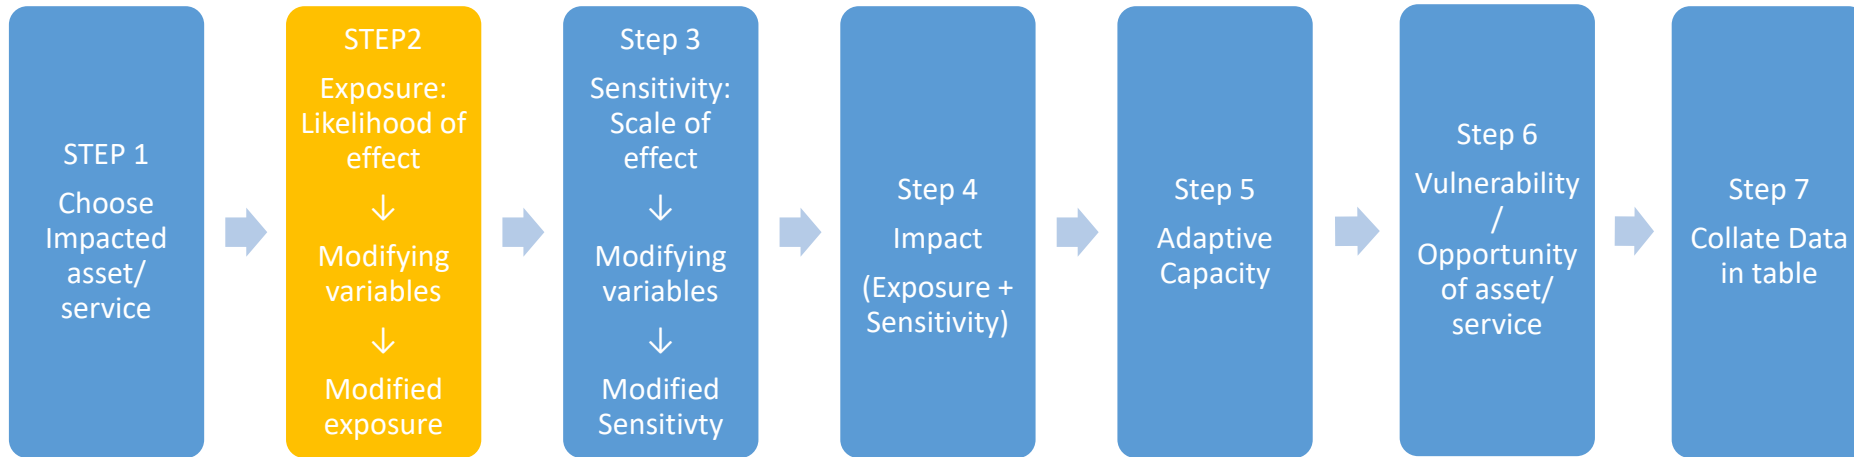 STEP 1
Choose
Impacted
asset/
service
STEP2
Exposure:
Likelihood of
effect
↓
Modifying
variables
↓
Modified
exposure
Step 3
Sensitivity:
Scale of
effect
↓
Modifying
variables
↓
Modified
Sensitivty
Step 4
Impact
(Exposure +
Sensitivity)
Step 5
Adaptive
Capacity
Step 6
Vulnerability
/
Opportunity
of asset/
service
Step 7
Collate Data
in table